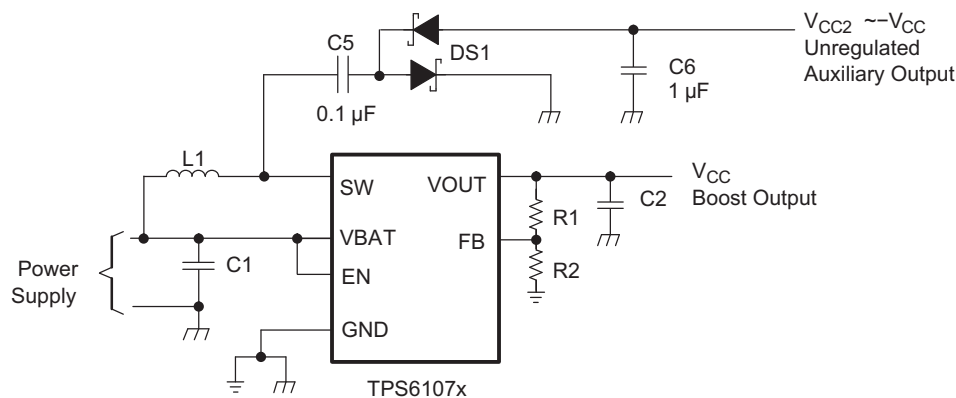 V_CC2 ~–V_CC
Unregulated
Auxiliary Output
C5
DS1
C6
1 µF
0.1 µF
L1
SW
VOUT
V_CC
Boost Output
R1
C2
VBAT
FB
C1
R2
Power
Supply
EN
GND
TPS6107x